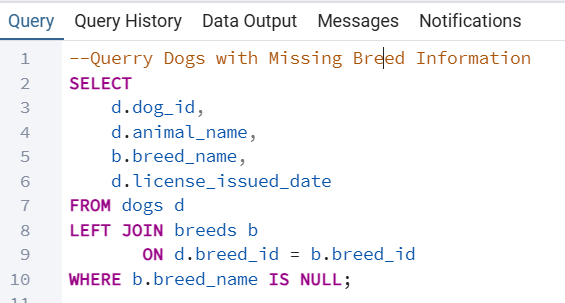 Query Query History Data Output Messages Notifications
1 --Querry Dogs with Missing Breed Information
2 SELECT
3 d.dog_id,
4 d.animal_name,
5 b.breed_name,
6 d.license_issued_date
7 FROM dogs d
8 LEFT JOIN breeds b
9 ON d.breed_id = b.breed_id
10 WHERE b.breed_name IS NULL;
11